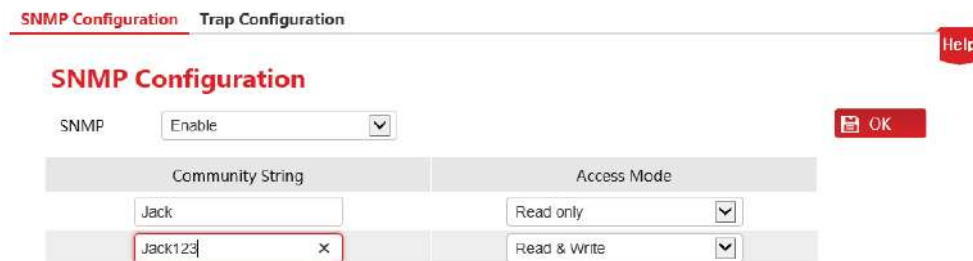 SNMP Configuration Trap Configuration
Help
SNMP Configuration
SNMP Enable OK
Community String Access Mode
Jack Read only
Jack123 Read & Write